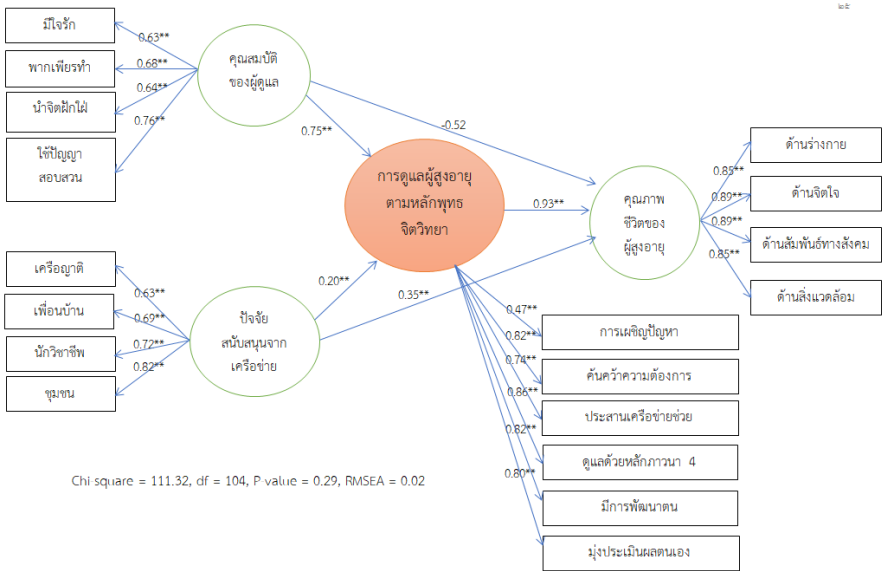 ๒๕
มีใจรัก
พากเพียรทำ
นำจิตฝักใฝ่
ใช้ปัญญา
สอบสวน
0.63**
0.68**
0.64**
0.76**
คุณสมบัติ
ของผู้ดูแล
0.75**
-0.52
การดูแลผู้สูงอายุ
ตามหลักพุทธ
จิตวิทยา
0.93**
คุณภาพ
ชีวิตของ
ผู้สูงอายุ
0.85**
0.89**
0.89**
0.85**
ด้านร่างกาย
ด้านจิตใจ
ด้านสัมพันธ์ทางสังคม
ด้านสิ่งแวดล้อม
เครือญาติ
เพื่อนบ้าน
นักวิชาชีพ
ชุมชน
0.63**
0.69**
0.72**
0.82**
ปัจจัย
สนับสนุนจาก
เครือข่าย
0.20**
0.35**
0.47**
0.82**
0.74**
0.86**
0.82**
0.80**
การเผชิญปัญหา
ค้นคว้าความต้องการ
ประสานเครือข่ายช่วย
ดูแลด้วยหลักภาวนา 4
มีการพัฒนาตน
มุ่งประเมินผลตนเอง
Chi-square = 111.32, df = 104, P-value = 0.29, RMSEA = 0.02